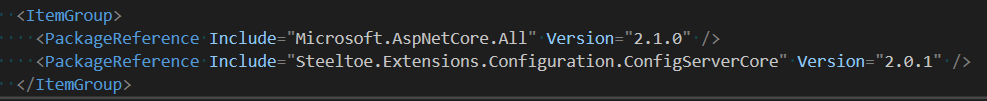 <ItemGroup>
<PackageReference Include="Microsoft.AspNetCore.All" Version="2.1.0" />
<PackageReference Include="Steeltoe.Extensions.Configuration.ConfigServerCore" Version="2.0.1" />
</ItemGroup>